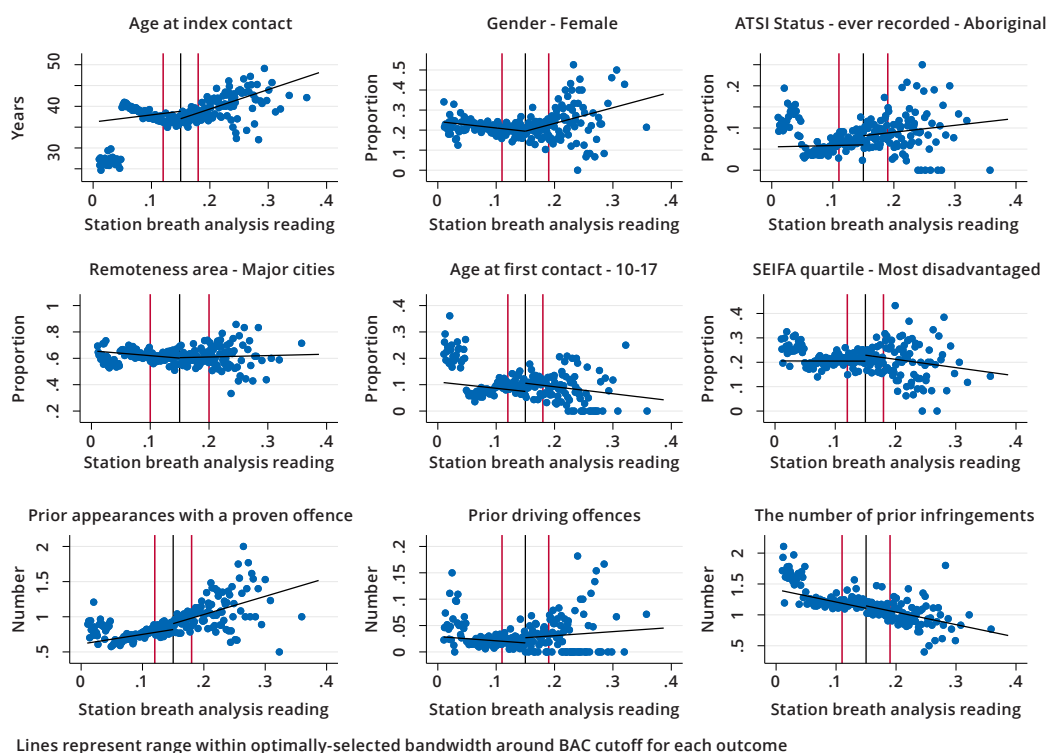 Age at index contact
Gender - Female
ATSI Status - ever recorded - Aboriginal
Years
50
40
30
0 .1 .2 .3 .4
Station breath analysis reading
Proportion
.5
.4
.3
.2
.1
0
0 .1 .2 .3 .4
Station breath analysis reading
Proportion
.2
.1
0
0 .1 .2 .3 .4
Station breath analysis reading
Remoteness area - Major cities
Age at first contact - 10-17
SEIFA quartile - Most disadvantaged
Proportion
1
.8
.6
.4
.2
0 .1 .2 .3 .4
Station breath analysis reading
Proportion
.4
.3
.2
.1
0
0 .1 .2 .3 .4
Station breath analysis reading
Proportion
.4
.3
.2
.1
0
0 .1 .2 .3 .4
Station breath analysis reading
Prior appearances with a proven offence
Prior driving offences
The number of prior infringements
Number
2
1.5
1
.5
0 .1 .2 .3 .4
Station breath analysis reading
Number
.2
.15
.1
.05
0
0 .1 .2 .3 .4
Station breath analysis reading
Number
2
1.5
1
.5
0 .1 .2 .3 .4
Station breath analysis reading
Lines represent range within optimally-selected bandwidth around BAC cutoff for each outcome